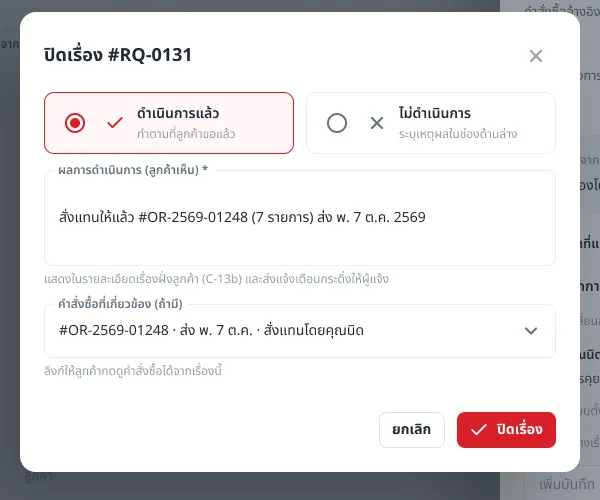 ปิดเรื่อง #RQ-0131
ดำเนินการแล้ว
ทำตามที่ลูกค้าขอแล้ว
ไม่ดำเนินการ
ระบุเหตุผลในช่องด้านล่าง
ผลการดำเนินการ (ลูกค้าเห็น) *
สั่งแทนให้แล้ว #OR-2569-01248 (7 รายการ) ส่ง พ. 7 ต.ค. 2569
แสดงในรายละเอียดเรื่องฝั่งลูกค้า (C-13b) และส่งแจ้งเตือนกระดิ่งให้ผู้แจ้ง
คำสั่งซื้อที่เกี่ยวข้อง (ถ้ามี)
#OR-2569-01248 · ส่ง พ. 7 ต.ค. · สั่งแทนโดยคุณนิด
ลิงก์ให้ลูกค้ากดดูคำสั่งซื้อได้จากเรื่องนี้
ยกเลิก
ปิดเรื่อง
ลูกค้า
เพิ่มบันทึก